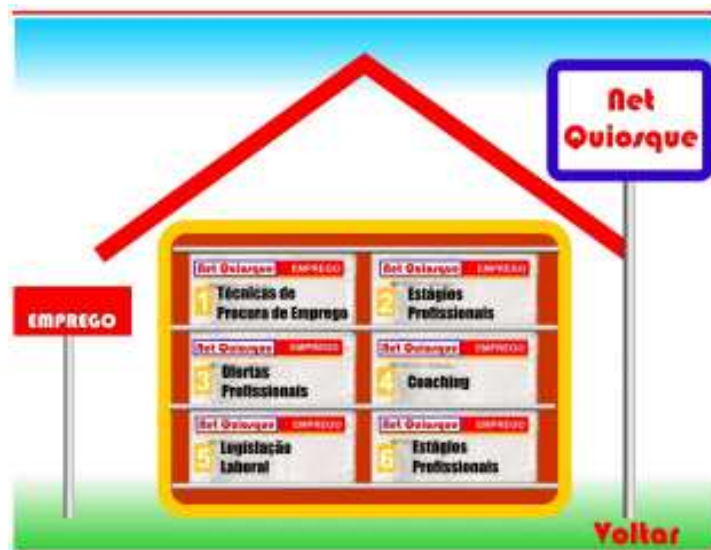 Net
Quiosque
Net Quiosque EMPREGO
1 Técnicas de
Procura de Emprego
Net Quiosque EMPREGO
2 Estágios
Profissionais
EMPREGO
Net Quiosque EMPREGO
3 Ofertas
Profissionais
Net Quiosque EMPREGO
4 Coaching
Net Quiosque EMPREGO
5 Legislação
Laboral
Net Quiosque EMPREGO
6 Estágios
Profissionais
Voltar